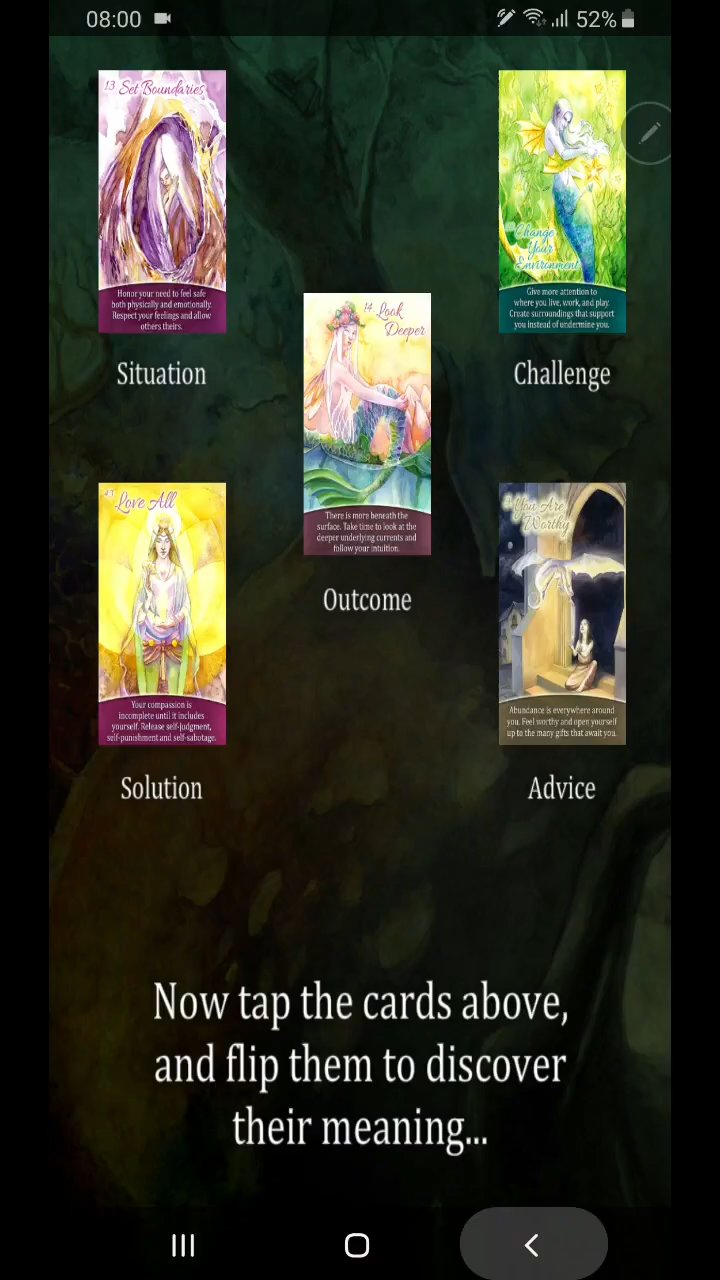 08:00
52%
13 Set Boundaries
Honor your need to feel safe
both physically and emotionally.
Respect your feelings and allow
others theirs.
Situation
Change
Your
Environment
Give more attention to
where you live, work, and play.
Create surroundings that support
you instead of undermine you.
Challenge
14 Look
Deeper
There is more beneath the
surface. Take time to look at the
deeper underlying currents and
follow your intuition.
Outcome
Love All
Your compassion is
incomplete until it includes
yourself. Release self-judgment,
self-punishment and self-sabotage.
Solution
You Are
Worthy
Abundance is everywhere around
you. Feel worthy and open yourself
up to the many gifts that await you.
Advice
Now tap the cards above,
and flip them to discover
their meaning...